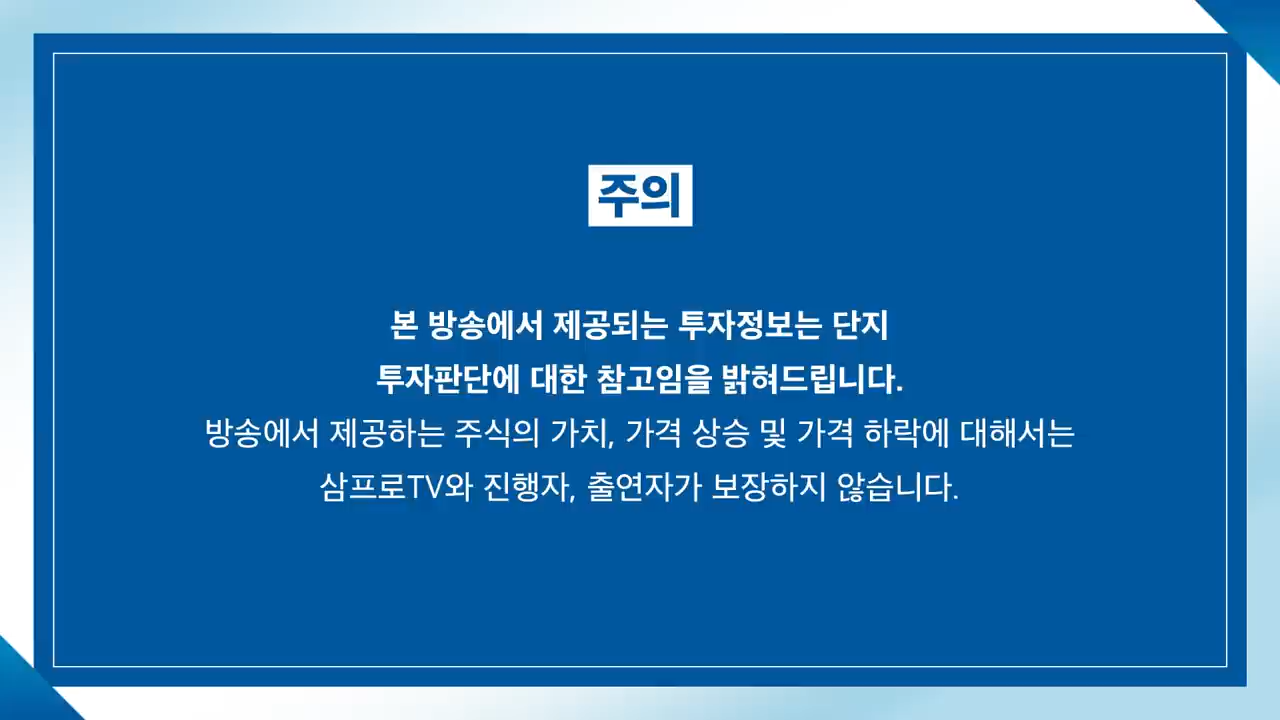 주의
본 방송에서 제공되는 투자정보는 단지
투자판단에 대한 참고임을 밝혀드립니다.
방송에서 제공하는 주식의 가치, 가격 상승 및 가격 하락에 대해서는
삼프로TV와 진행자, 출연자가 보장하지 않습니다.